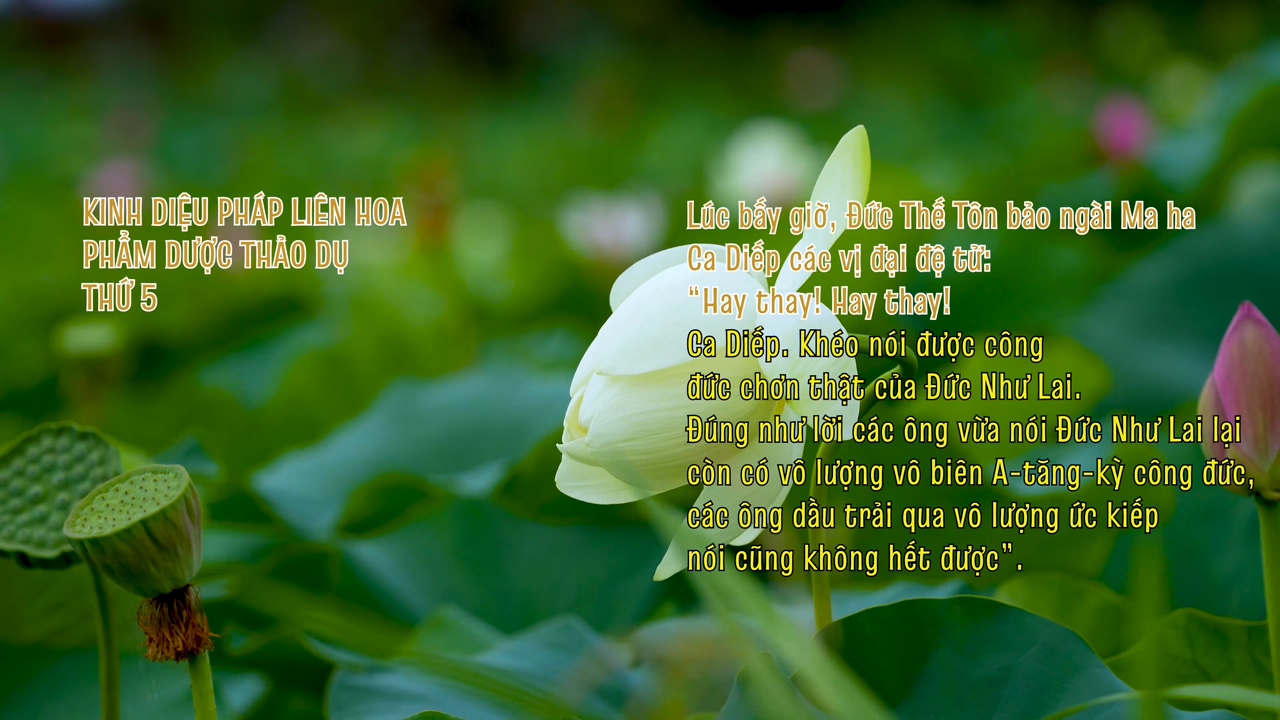 KINH DIỆU PHÁP LIÊN HOA
PHẨM DƯỢC THẢO DỤ
THỨ 5
Lúc bấy giờ, Đức Thế Tôn bảo ngài Ma ha
Ca Diếp các vị đại đệ tử:
“Hay thay! Hay thay!
Ca Diếp. Khéo nói được công
đức chơn thật của Đức Như Lai.
Đúng như lời các ông vừa nói Đức Như Lai lại
còn có vô lượng vô biên A-tăng-kỳ công đức,
các ông dầu trải qua vô lượng ức kiếp
nói cũng không hết được”.